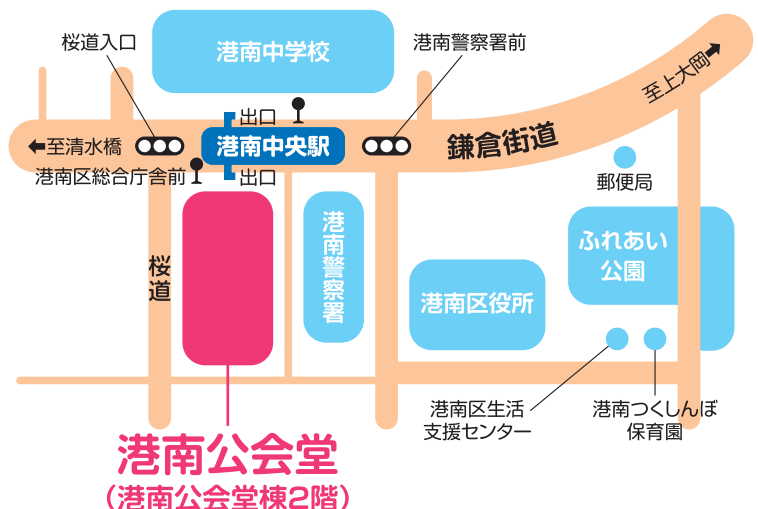 桜道入口
港南中学校
港南警察署前
至上大岡
出口
至清水橋
港南中央駅
鎌倉街道
港南区総合庁舎前
出口
郵便局
桜道
港南警察署
ふれあい
公園
港南区役所
港南区生活
支援センター
港南つくしんぼ
保育園
港南公会堂
(港南公会堂棟2階)